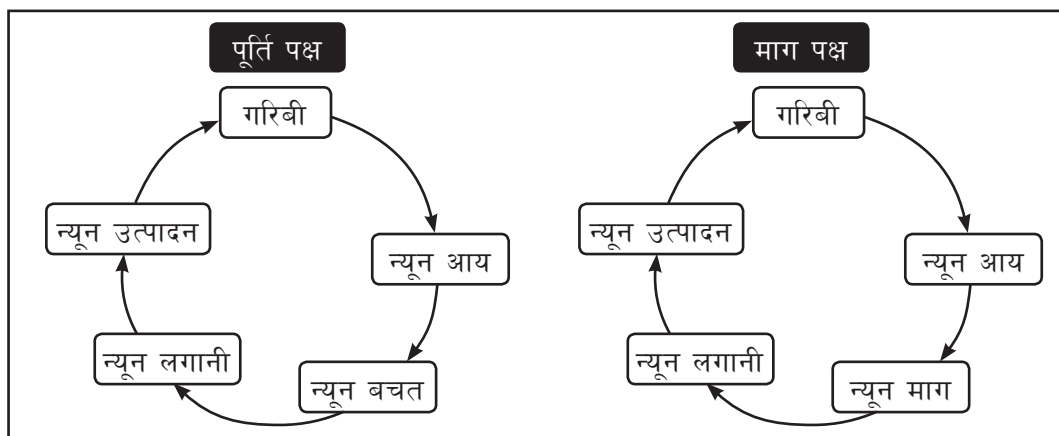 पूर्ति पक्ष
गरिबी
न्यून आय
न्यून बचत
न्यून लगानी
न्यून उत्पादन
माग पक्ष
गरिबी
न्यून आय
न्यून माग
न्यून लगानी
न्यून उत्पादन